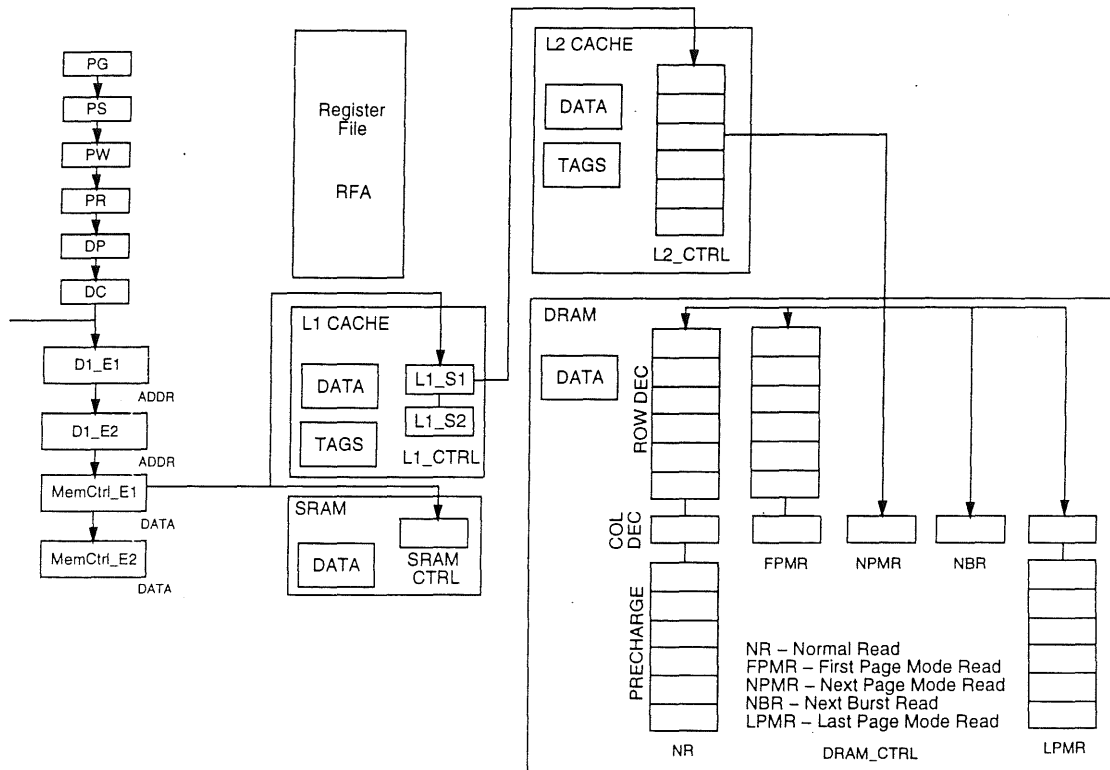 PG
PS
PW
PR
DP
DC
D1_E1
ADDR
D1_E2
ADDR
MemCtrl_E1
DATA
MemCtrl_E2
DATA
Register
File
RFA
L1 CACHE
DATA
TAGS
L1_S1
L1_S2
L1_CTRL
SRAM
DATA
SRAM
CTRL
L2 CACHE
DATA
TAGS
L2_CTRL
DRAM
DATA
ROW DEC
COL
DEC
PRECHARGE
NR
FPMR
NPMR
NBR
LPMR
NR – Normal Read
FPMR – First Page Mode Read
NPMR – Next Page Mode Read
NBR – Next Burst Read
LPMR – Last Page Mode Read
DRAM_CTRL